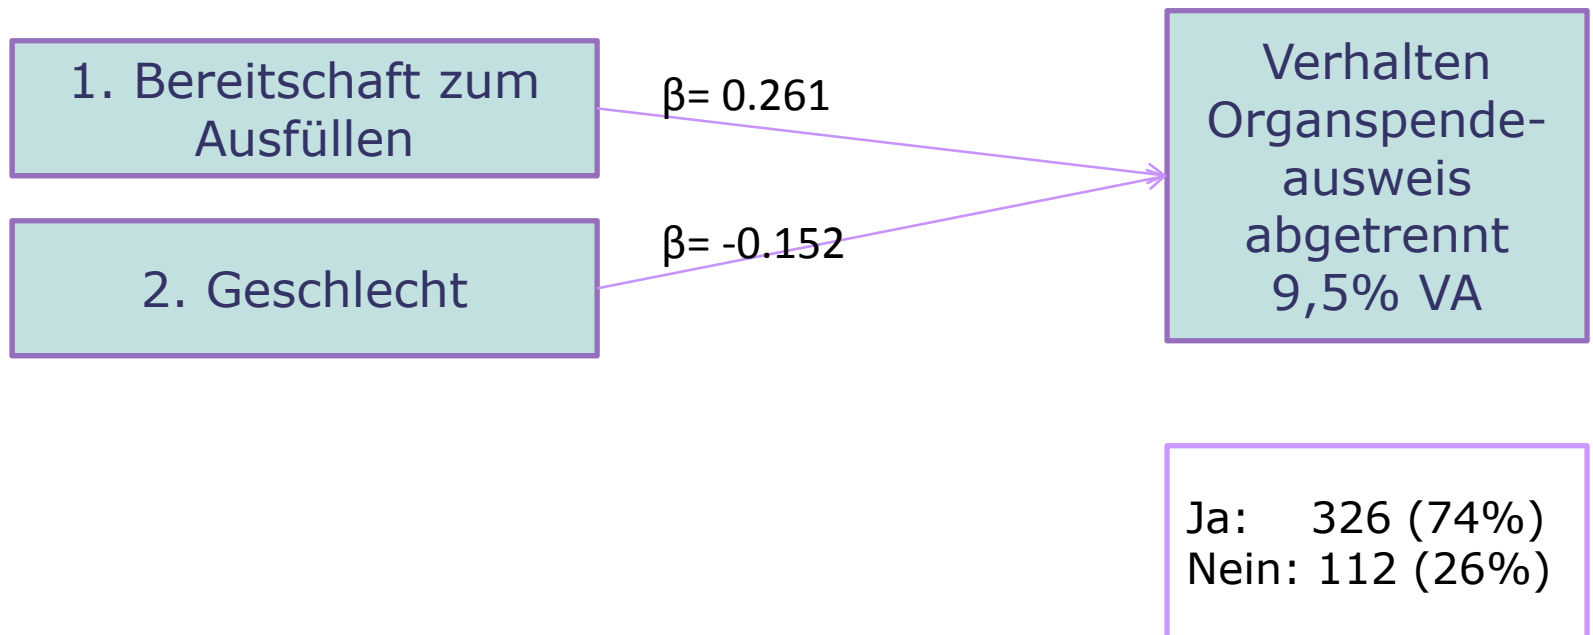 1. Bereitschaft zum
Ausfüllen
β= 0.261
2. Geschlecht
β= -0.152
Verhalten
Organspende-
ausweis
abgetrennt
9,5% VA
Ja: 326 (74%)
Nein: 112 (26%)